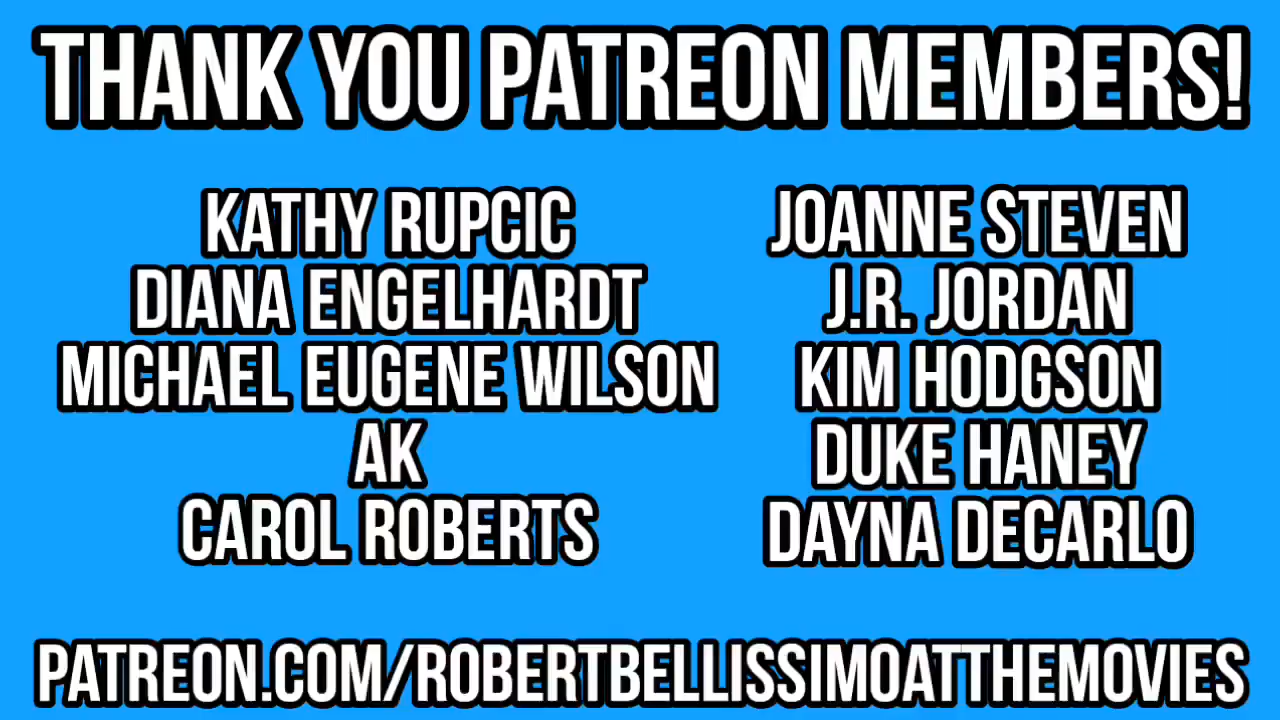 THANK YOU PATREON MEMBERS!
KATHY RUPCIC
DIANA ENGELHARDT
MICHAEL EUGENE WILSON
AK
CAROL ROBERTS
JOANNE STEVEN
J.R. JORDAN
KIM HODGSON
DUKE HANEY
DAYNA DECARLO
PATREON.COM/ROBERTBELLISSIMOATTHEMOVIES